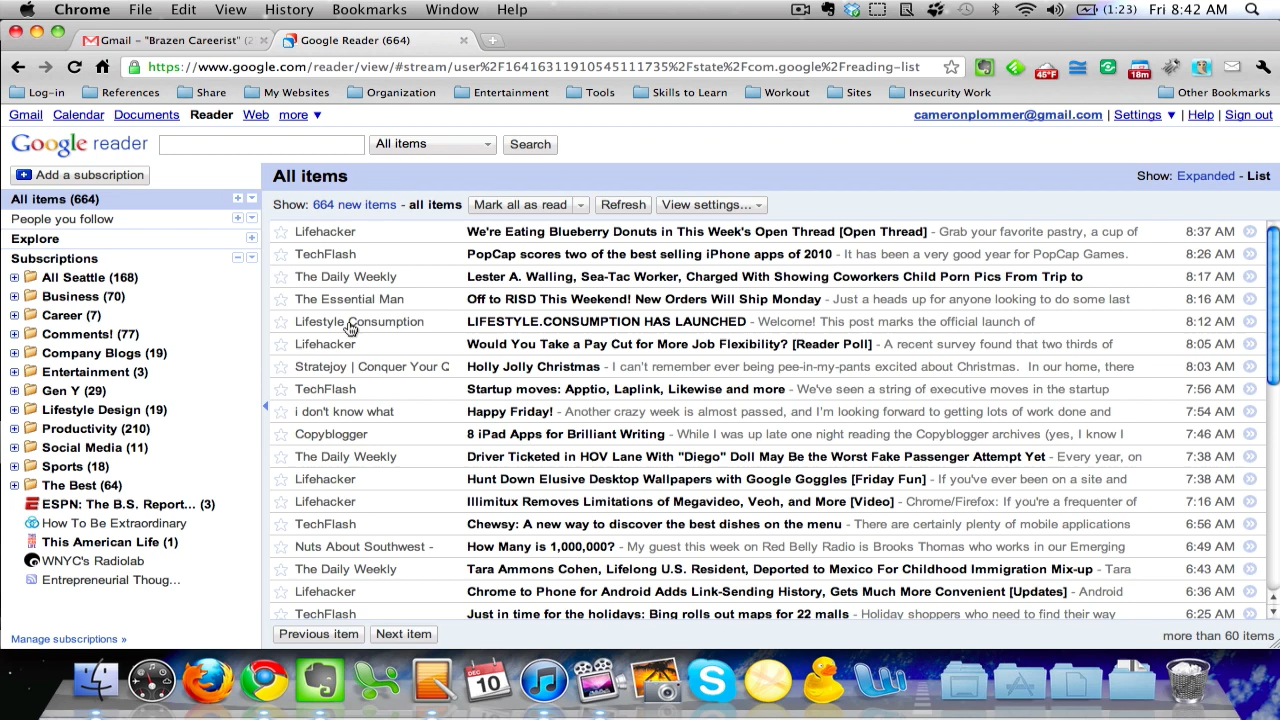 Chrome File Edit View History Bookmarks Window Help (1:23) Fri 8:42 AM
Gmail - "Brazen Careerist" (2 Google Reader (664)
https://www.google.com/reader/view/#stream/user%2F16416311910545111735%2Fstate%2Fcom.google%2Freading-list 45°F 18m
Log-in References Share My Websites Organization Entertainment Tools Skills to Learn Workout Sites Insecurity Work Other Bookmarks
Gmail Calendar Documents Reader Web more ▼ cameronplommer@gmail.com | Settings ▼ | Help | Sign out
Google reader All items Search
Add a subscription All items Show: Expanded - List
All items (664) Show: 664 new items - all items Mark all as read Refresh View settings...
People you follow
Explore
Subscriptions
All Seattle (168)
Business (70)
Career (7)
Comments! (77)
Company Blogs (19)
Entertainment (3)
Gen Y (29)
Lifestyle Design (19)
Productivity (210)
Social Media (11)
Sports (18)
The Best (64)
ESPN: The B.S. Report... (3)
How To Be Extraordinary
This American Life (1)
WNYC's Radiolab
Entrepreneurial Thoug...
Manage subscriptions »
Lifehacker We're Eating Blueberry Donuts in This Week's Open Thread [Open Thread] - Grab your favorite pastry, a cup of 8:37 AM
TechFlash PopCap scores two of the best selling iPhone apps of 2010 - It has been a very good year for PopCap Games. 8:26 AM
The Daily Weekly Lester A. Walling, Sea-Tac Worker, Charged With Showing Coworkers Child Porn Pics From Trip to 8:17 AM
The Essential Man Off to RISD This Weekend! New Orders Will Ship Monday - Just a heads up for anyone looking to do some last 8:16 AM
Lifestyle Consumption LIFESTYLE.CONSUMPTION HAS LAUNCHED - Welcome! This post marks the official launch of 8:12 AM
Lifehacker Would You Take a Pay Cut for More Job Flexibility? [Reader Poll] - A recent survey found that two thirds of 8:05 AM
Stratejoy | Conquer Your Q Holly Jolly Christmas - I can't remember ever being pee-in-my-pants excited about Christmas. In our home, there 8:03 AM
TechFlash Startup moves: Apptio, Laplink, Likewise and more - We've seen a string of executive moves in the startup 7:56 AM
i don't know what Happy Friday! - Another crazy week is almost passed, and I'm looking forward to getting lots of work done and 7:54 AM
Copyblogger 8 iPad Apps for Brilliant Writing - While I was up late one night reading the Copyblogger archives (yes, I know I 7:46 AM
The Daily Weekly Driver Ticketed in HOV Lane With "Diego" Doll May Be the Worst Fake Passenger Attempt Yet - Every year, on 7:38 AM
Lifehacker Hunt Down Elusive Desktop Wallpapers with Google Goggles [Friday Fun] - If you've ever been on a site and 7:38 AM
Lifehacker Illimitux Removes Limitations of Megavideo, Veoh, and More [Video] - Chrome/Firefox: If you're a frequenter of 7:16 AM
TechFlash Chewsy: A new way to discover the best dishes on the menu - There are certainly plenty of mobile applications 6:56 AM
Nuts About Southwest - How Many is 1,000,000? - My guest this week on Red Belly Radio is Brooks Thomas who works in our Emerging 6:49 AM
The Daily Weekly Tara Ammons Cohen, Lifelong U.S. Resident, Deported to Mexico For Childhood Immigration Mix-up - Tara 6:43 AM
Lifehacker Chrome to Phone for Android Adds Link-Sending History, Gets Much More Convenient [Updates] - Android 6:36 AM
TechFlash Just in time for the holidays: Bing rolls out maps for 22 malls - Holiday shoppers who need to find their way 6:25 AM
Previous item Next item more than 60 items
DEC
10